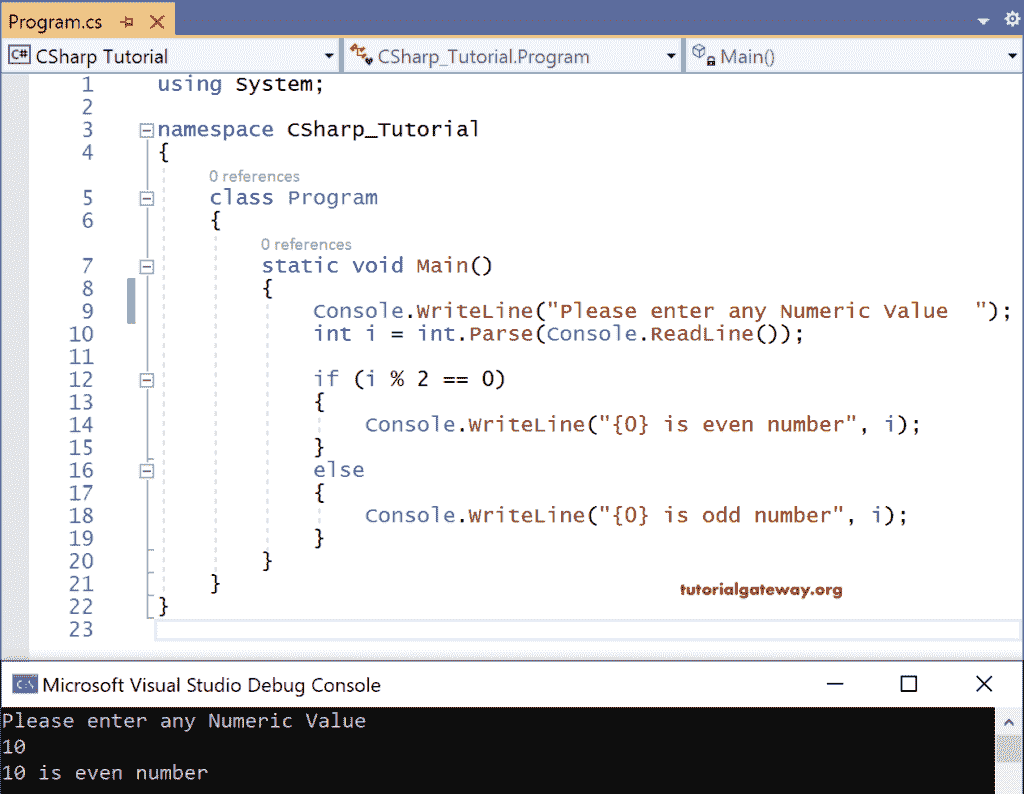 Program.cs
C# CSharp Tutorial CSharp_Tutorial.Program Main()
1 using System;
2
3 namespace CSharp_Tutorial
4 {
0 references
5 class Program
6 {
0 references
7 static void Main()
8 {
9 Console.WriteLine("Please enter any Numeric Value  ");
10 int i = int.Parse(Console.ReadLine());
11
12 if (i % 2 == 0)
13 {
14 Console.WriteLine("{0} is even number", i);
15 }
16 else
17 {
18 Console.WriteLine("{0} is odd number", i);
19 }
20 }
21 }
tutorialgateway.org
22 }
23
C:\ Microsoft Visual Studio Debug Console
Please enter any Numeric Value
10
10 is even number